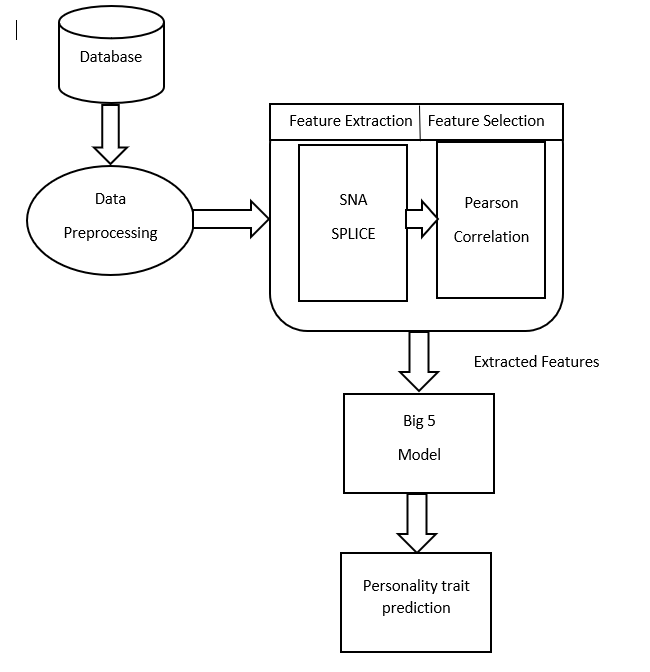 Database
Data
Preprocessing
Feature Extraction
Feature Selection
SNA
SPLICE
Pearson
Correlation
Extracted Features
Big 5
Model
Personality trait
prediction